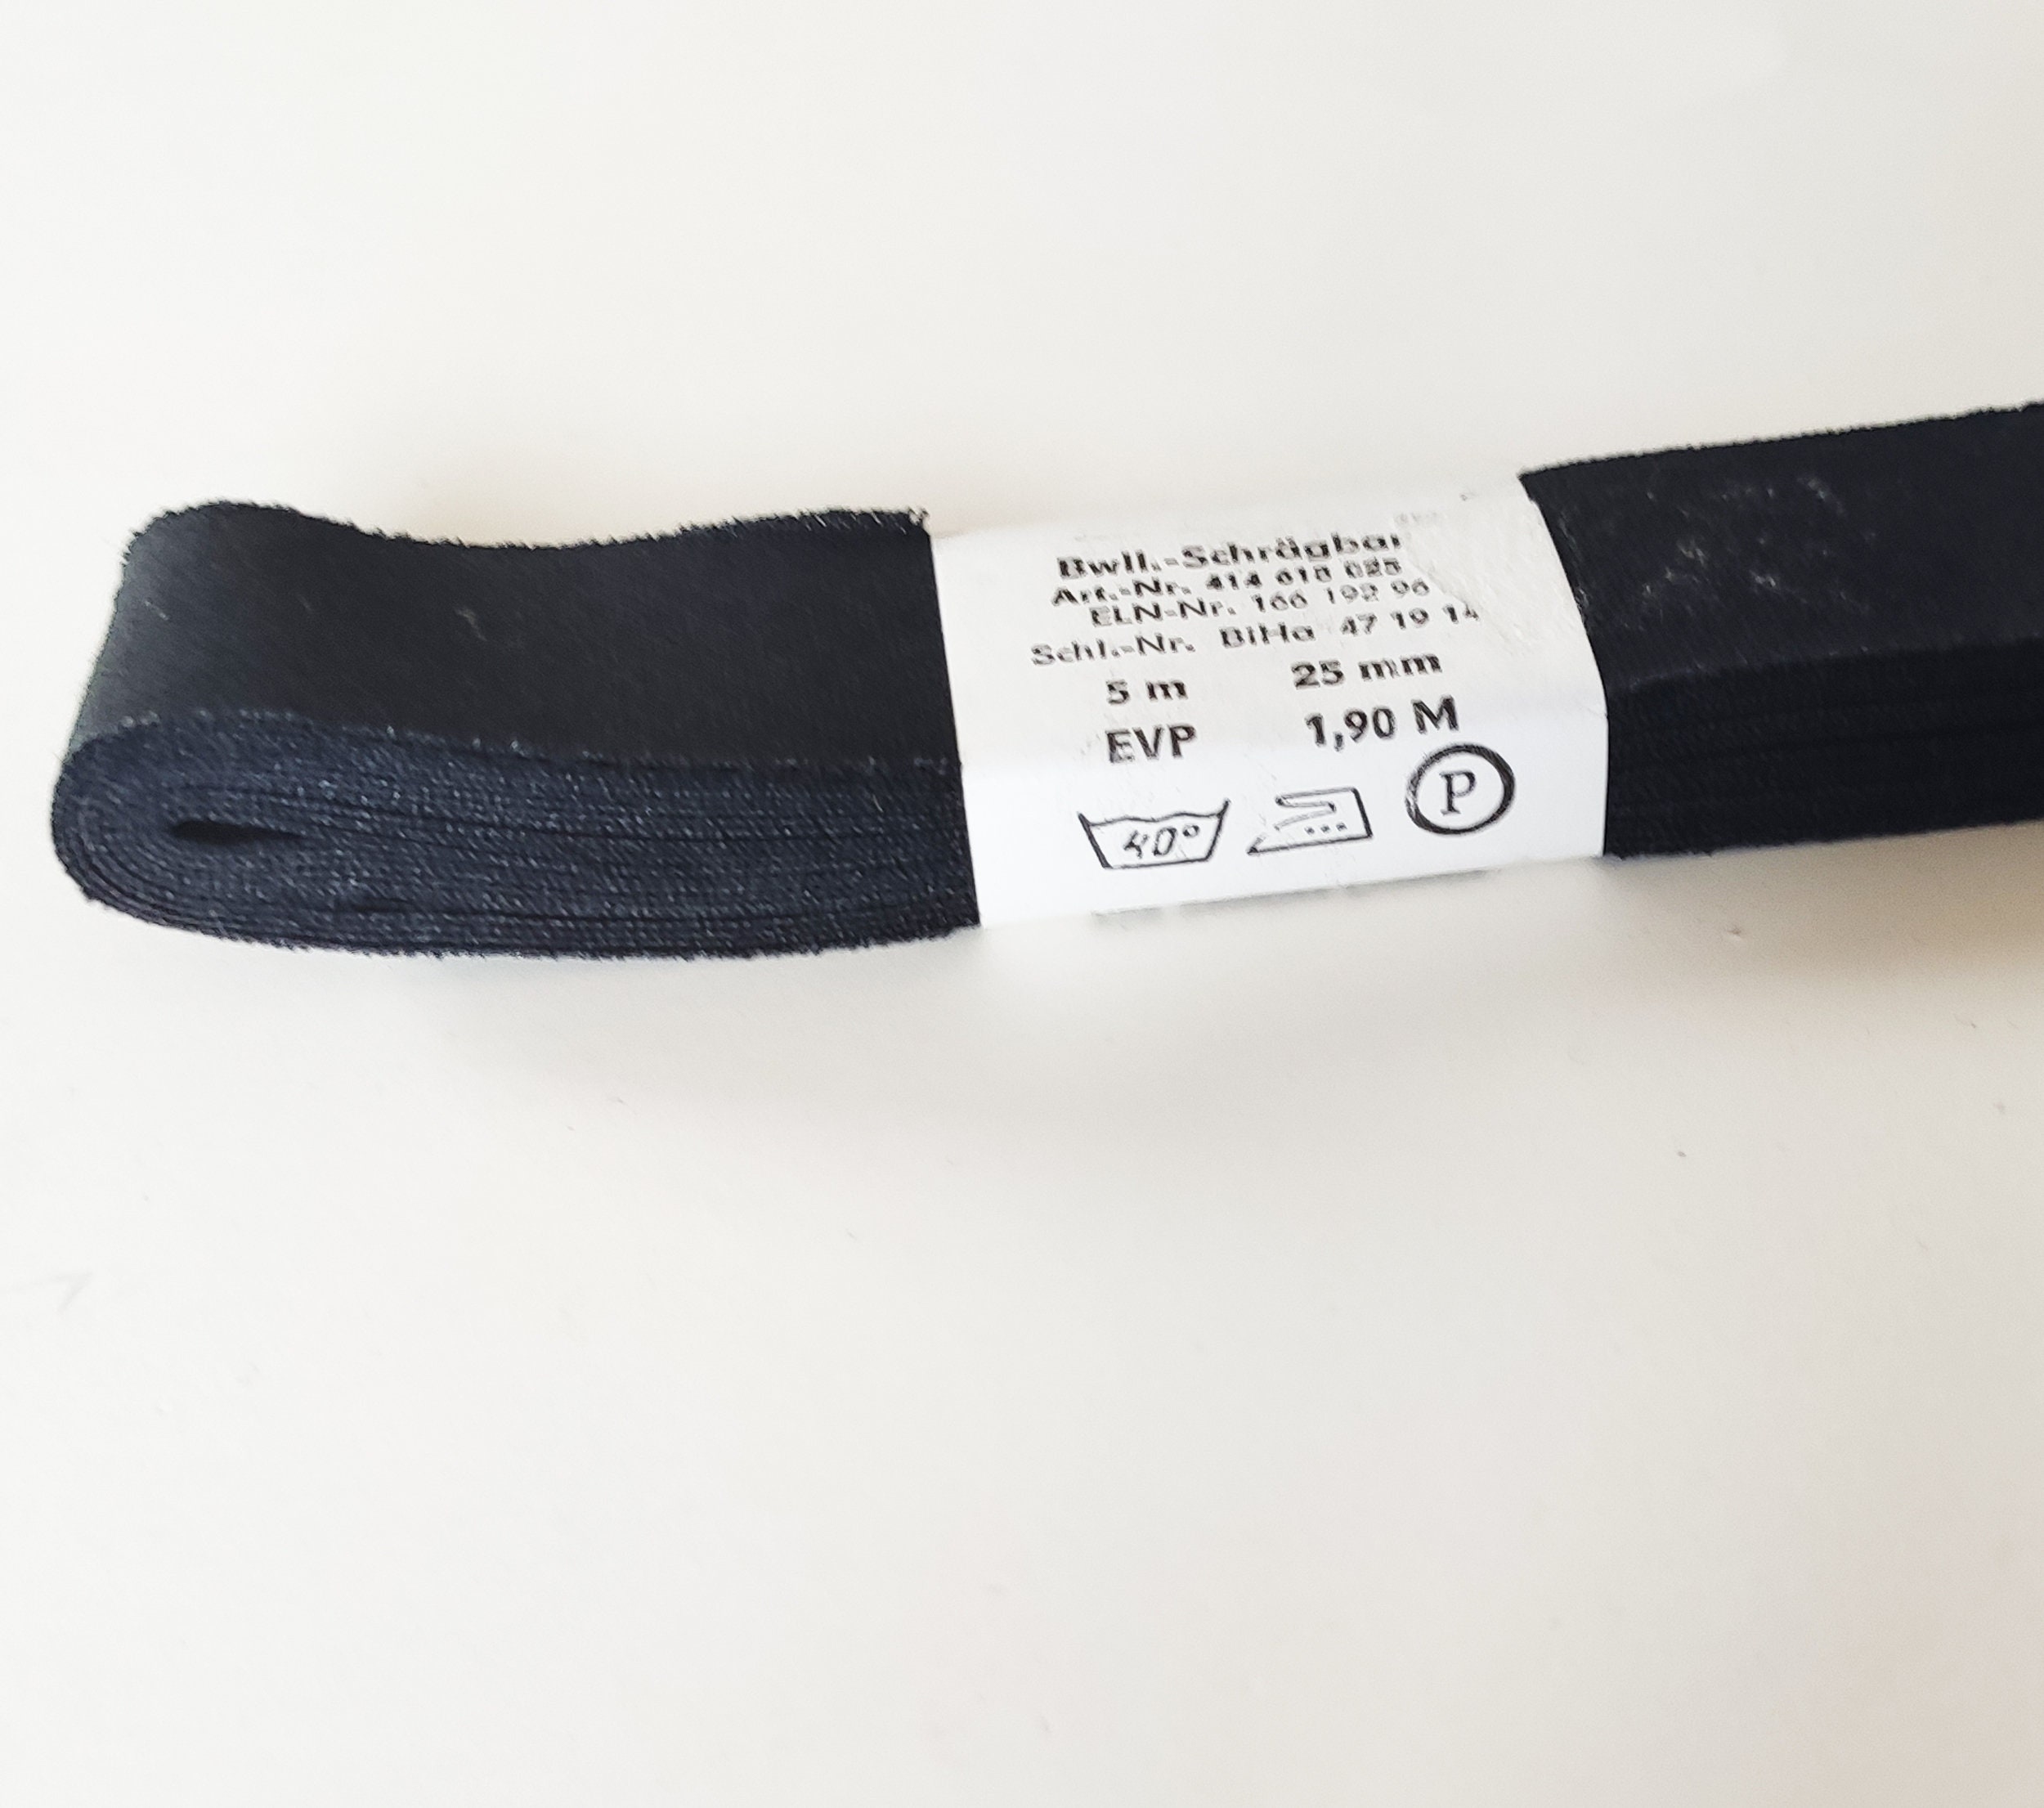 Bwll.-Schrägbai
Art.-Nr. 414 618 025
ELN-Nr. 166 192 96
Schl.-Nr. BiHa 47 19 14
5 m 25 mm
EVP 1,90 M
40° P